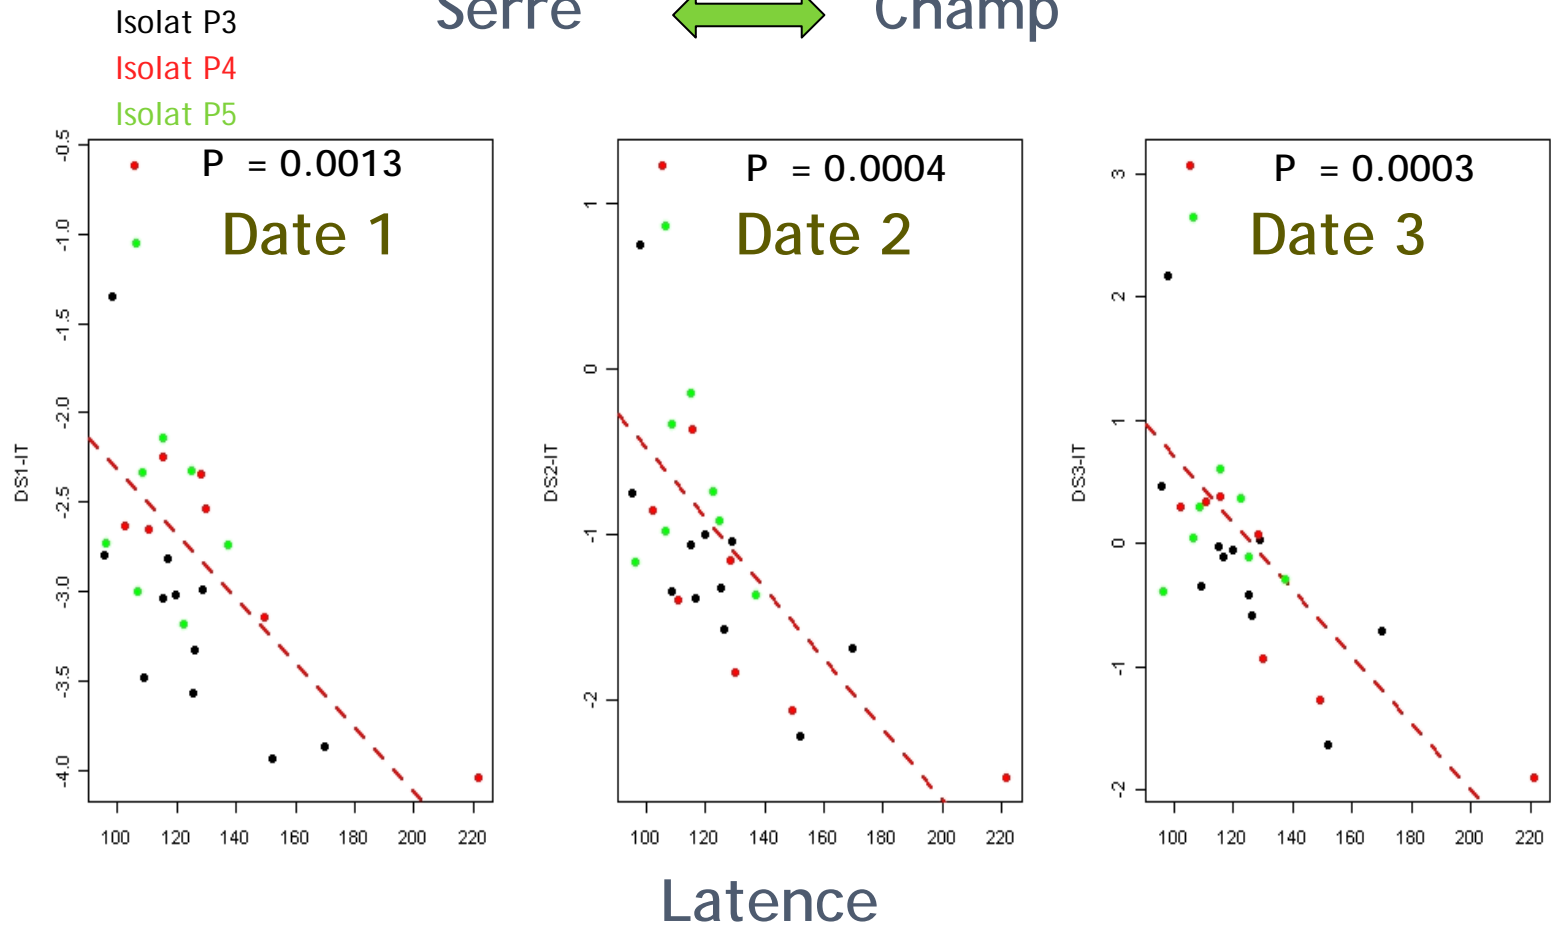 Serre Champ
Isolat P3
Isolat P4
Isolat P5
P = 0.0013
Date 1
DS1-IT
-0.5
-1.0
-1.5
-2.0
-2.5
-3.0
-3.5
-4.0
100 120 140 160 180 200 220
P = 0.0004
Date 2
DS2-IT
1
0
-1
-2
100 120 140 160 180 200 220
P = 0.0003
Date 3
DS3-IT
3
2
1
0
-1
-2
100 120 140 160 180 200 220
Latence